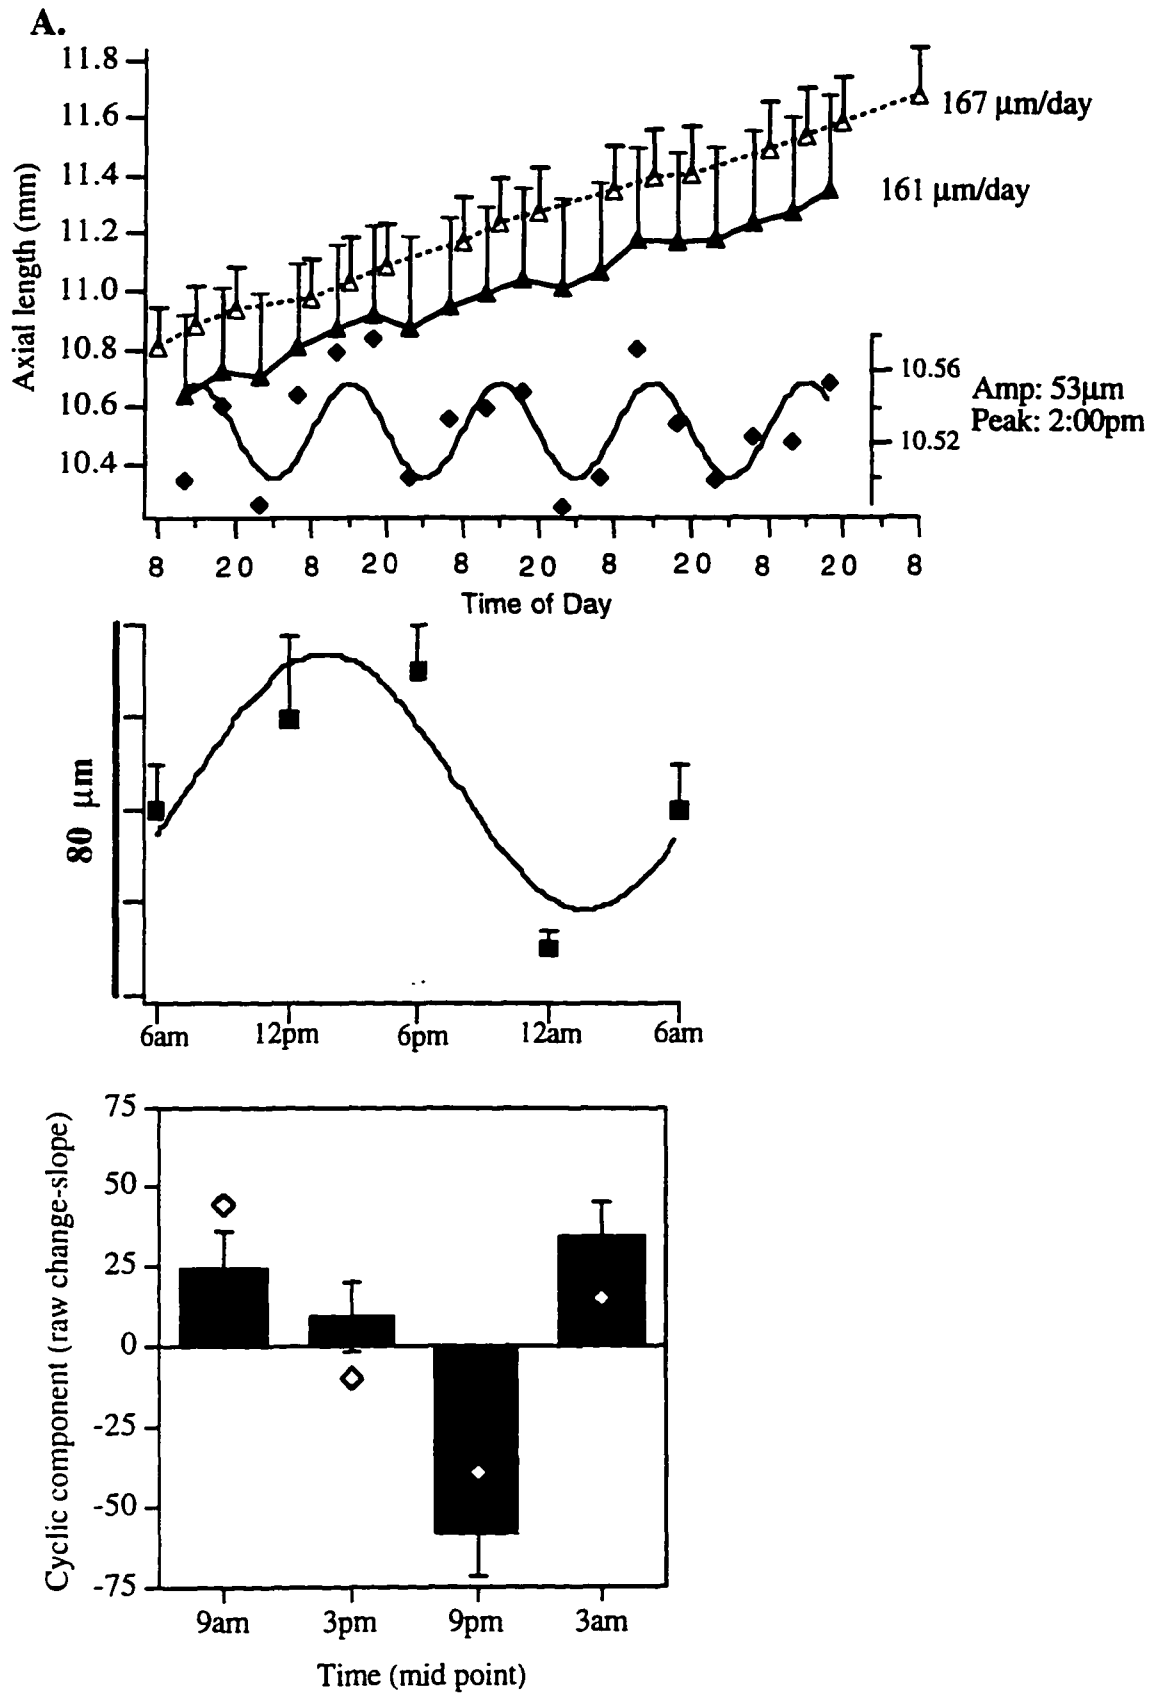 A.
11.8
11.6
11.4
11.2
11.0
10.8
10.6
10.4
Axial length (mm)
167 µm/day
161 µm/day
10.56
10.52
Amp: 53µm
Peak: 2:00pm
8 20 8 20 8 20 8 20 8 20 8
Time of Day
80 µm
6am 12pm 6pm 12am 6am
75
50
25
0
-25
-50
-75
Cyclic component (raw change-slope)
9am 3pm 9pm 3am
Time (mid point)